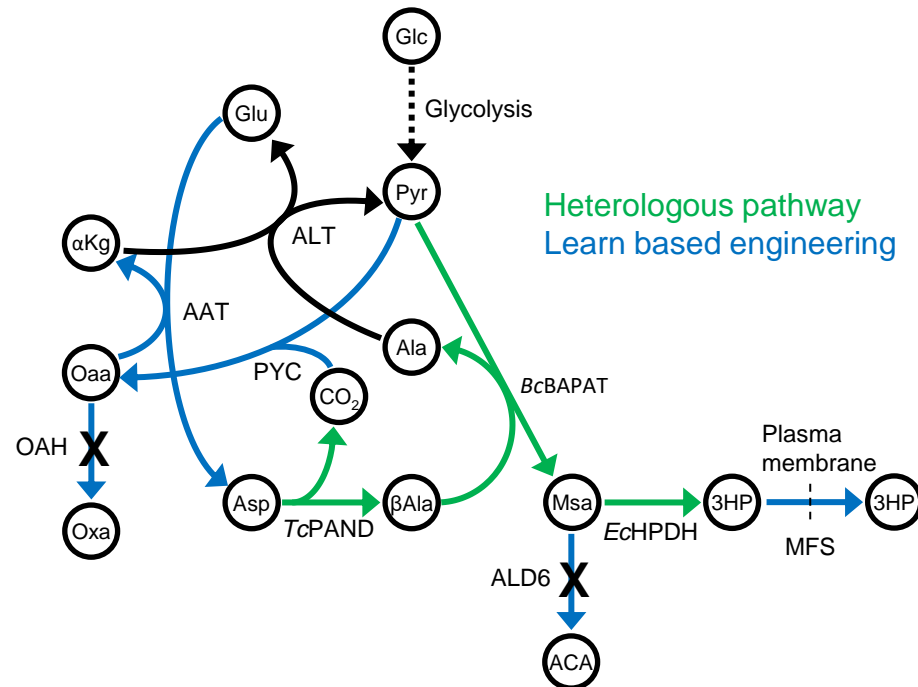 Glc
Glycolysis
Glu
Pyr
Heterologous pathway
Learn based engineering
αKg
ALT
AAT
Ala
Oaa
PYC
CO₂
BcBAPAT
OAH
Plasma
membrane
Asp
βAla
Msa
3HP
3HP
Oxa
TcPAND
EcHPDH
MFS
ALD6
ACA
X
X